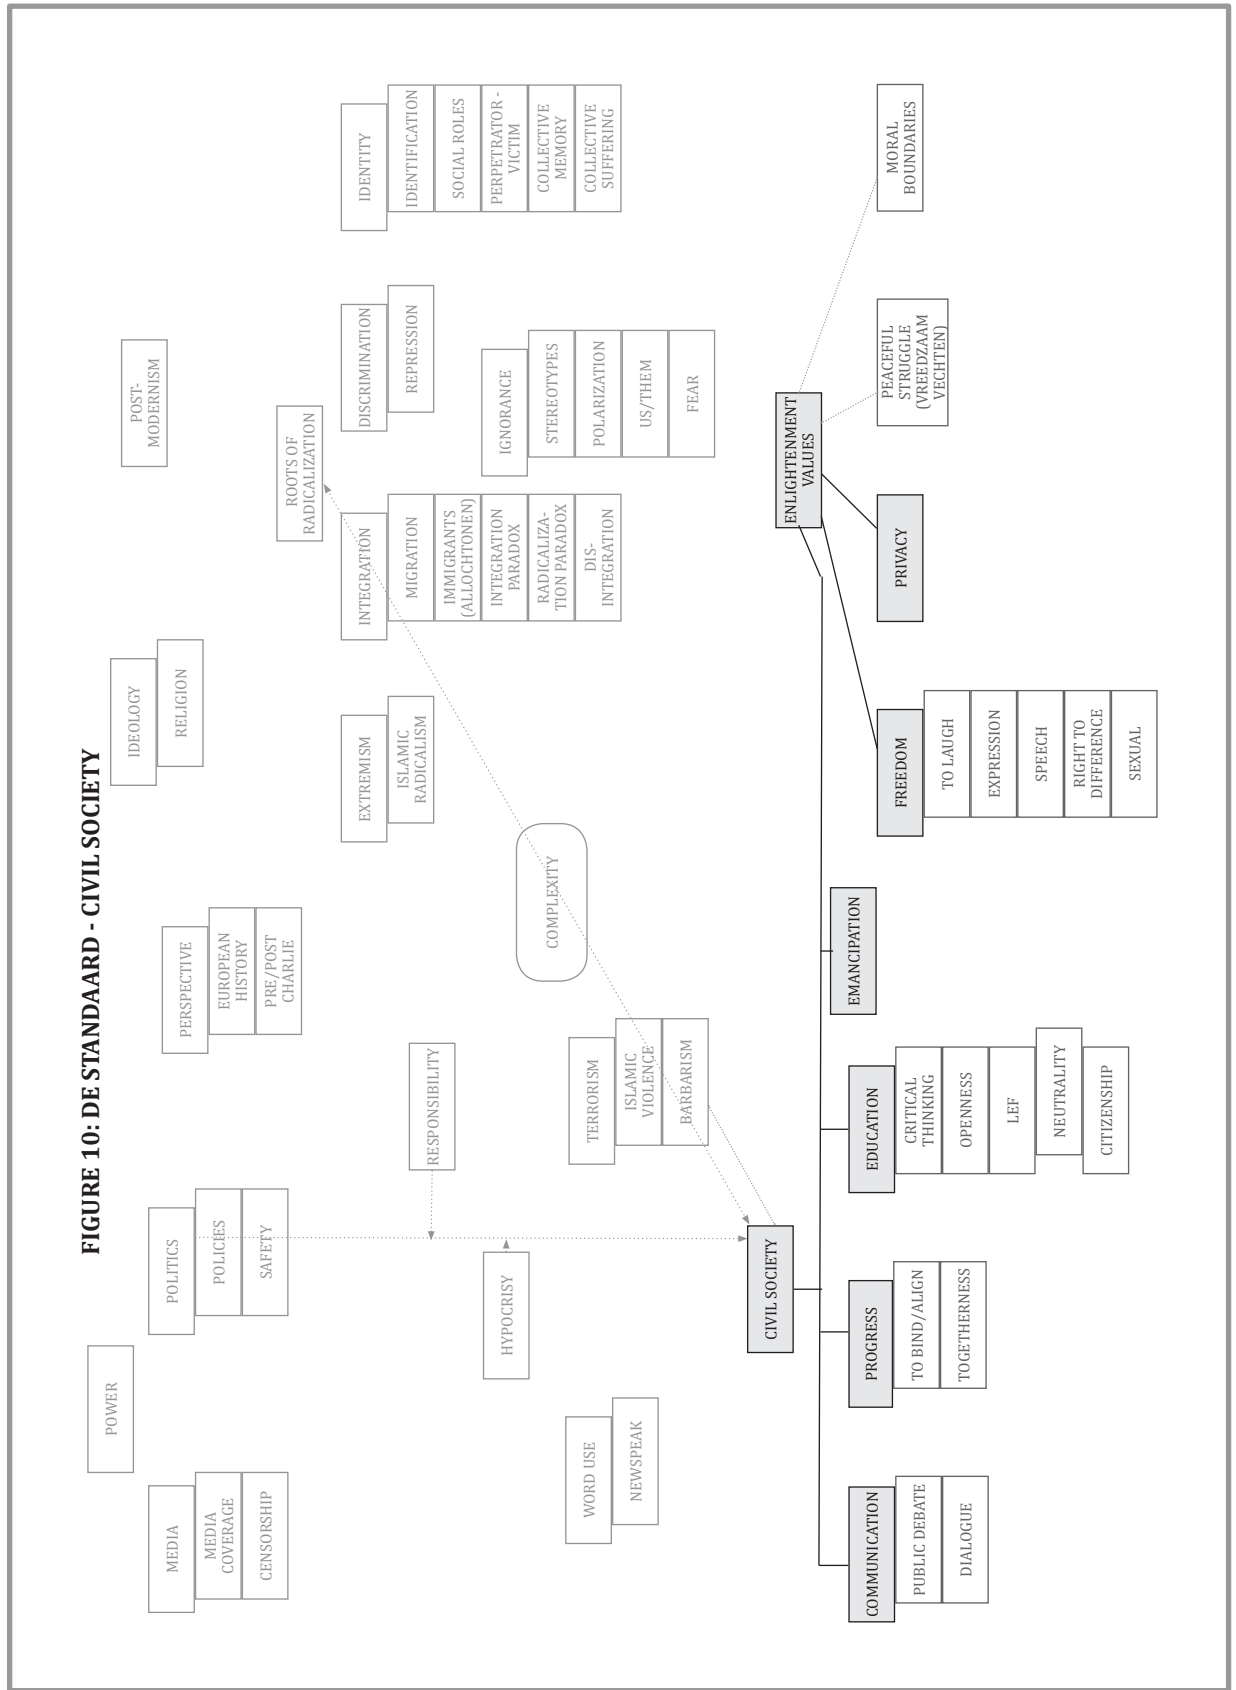 FIGURE 10: DE STANDAARD - CIVIL SOCIETY
POWER
MEDIA
MEDIA
COVERAGE
CENSORSHIP
POLITICS
POLICIES
SAFETY
PERSPECTIVE
EUROPEAN
HISTORY
PRE/POST
CHARLIE
IDEOLOGY
RELIGION
POST-
MODERNISM
ROOTS OF
RADICALIZATION
EXTREMISM
ISLAMIC
RADICALISM
INTEGRATION
MIGRATION
IMMIGRANTS
(ALLOCHTONEN)
INTEGRATION
PARADOX
RADICALIZA-
TION PARADOX
DIS-
INTEGRATION
DISCRIMINATION
REPRESSION
IDENTITY
IDENTIFICATION
SOCIAL ROLES
PERPETRATOR -
VICTIM
COLLECTIVE
MEMORY
COLLECTIVE
SUFFERING
RESPONSIBILITY
HYPOCRISY
COMPLEXITY
IGNORANCE
STEREOTYPES
POLARIZATION
US/THEM
FEAR
WORD USE
NEWSPEAK
TERRORISM
ISLAMIC
VIOLENCE
BARBARISM
CIVIL SOCIETY
ENLIGHTENMENT
VALUES
COMMUNICATION
PUBLIC DEBATE
DIALOGUE
PROGRESS
TO BIND/ALIGN
TOGETHERNESS
EDUCATION
CRITICAL
THINKING
OPENNESS
LEF
NEUTRALITY
CITIZENSHIP
EMANCIPATION
FREEDOM
TO LAUGH
EXPRESSION
SPEECH
RIGHT TO
DIFFERENCE
SEXUAL
PRIVACY
PEACEFUL
STRUGGLE
(VREEDZAAM
VECHTEN)
MORAL
BOUNDARIES